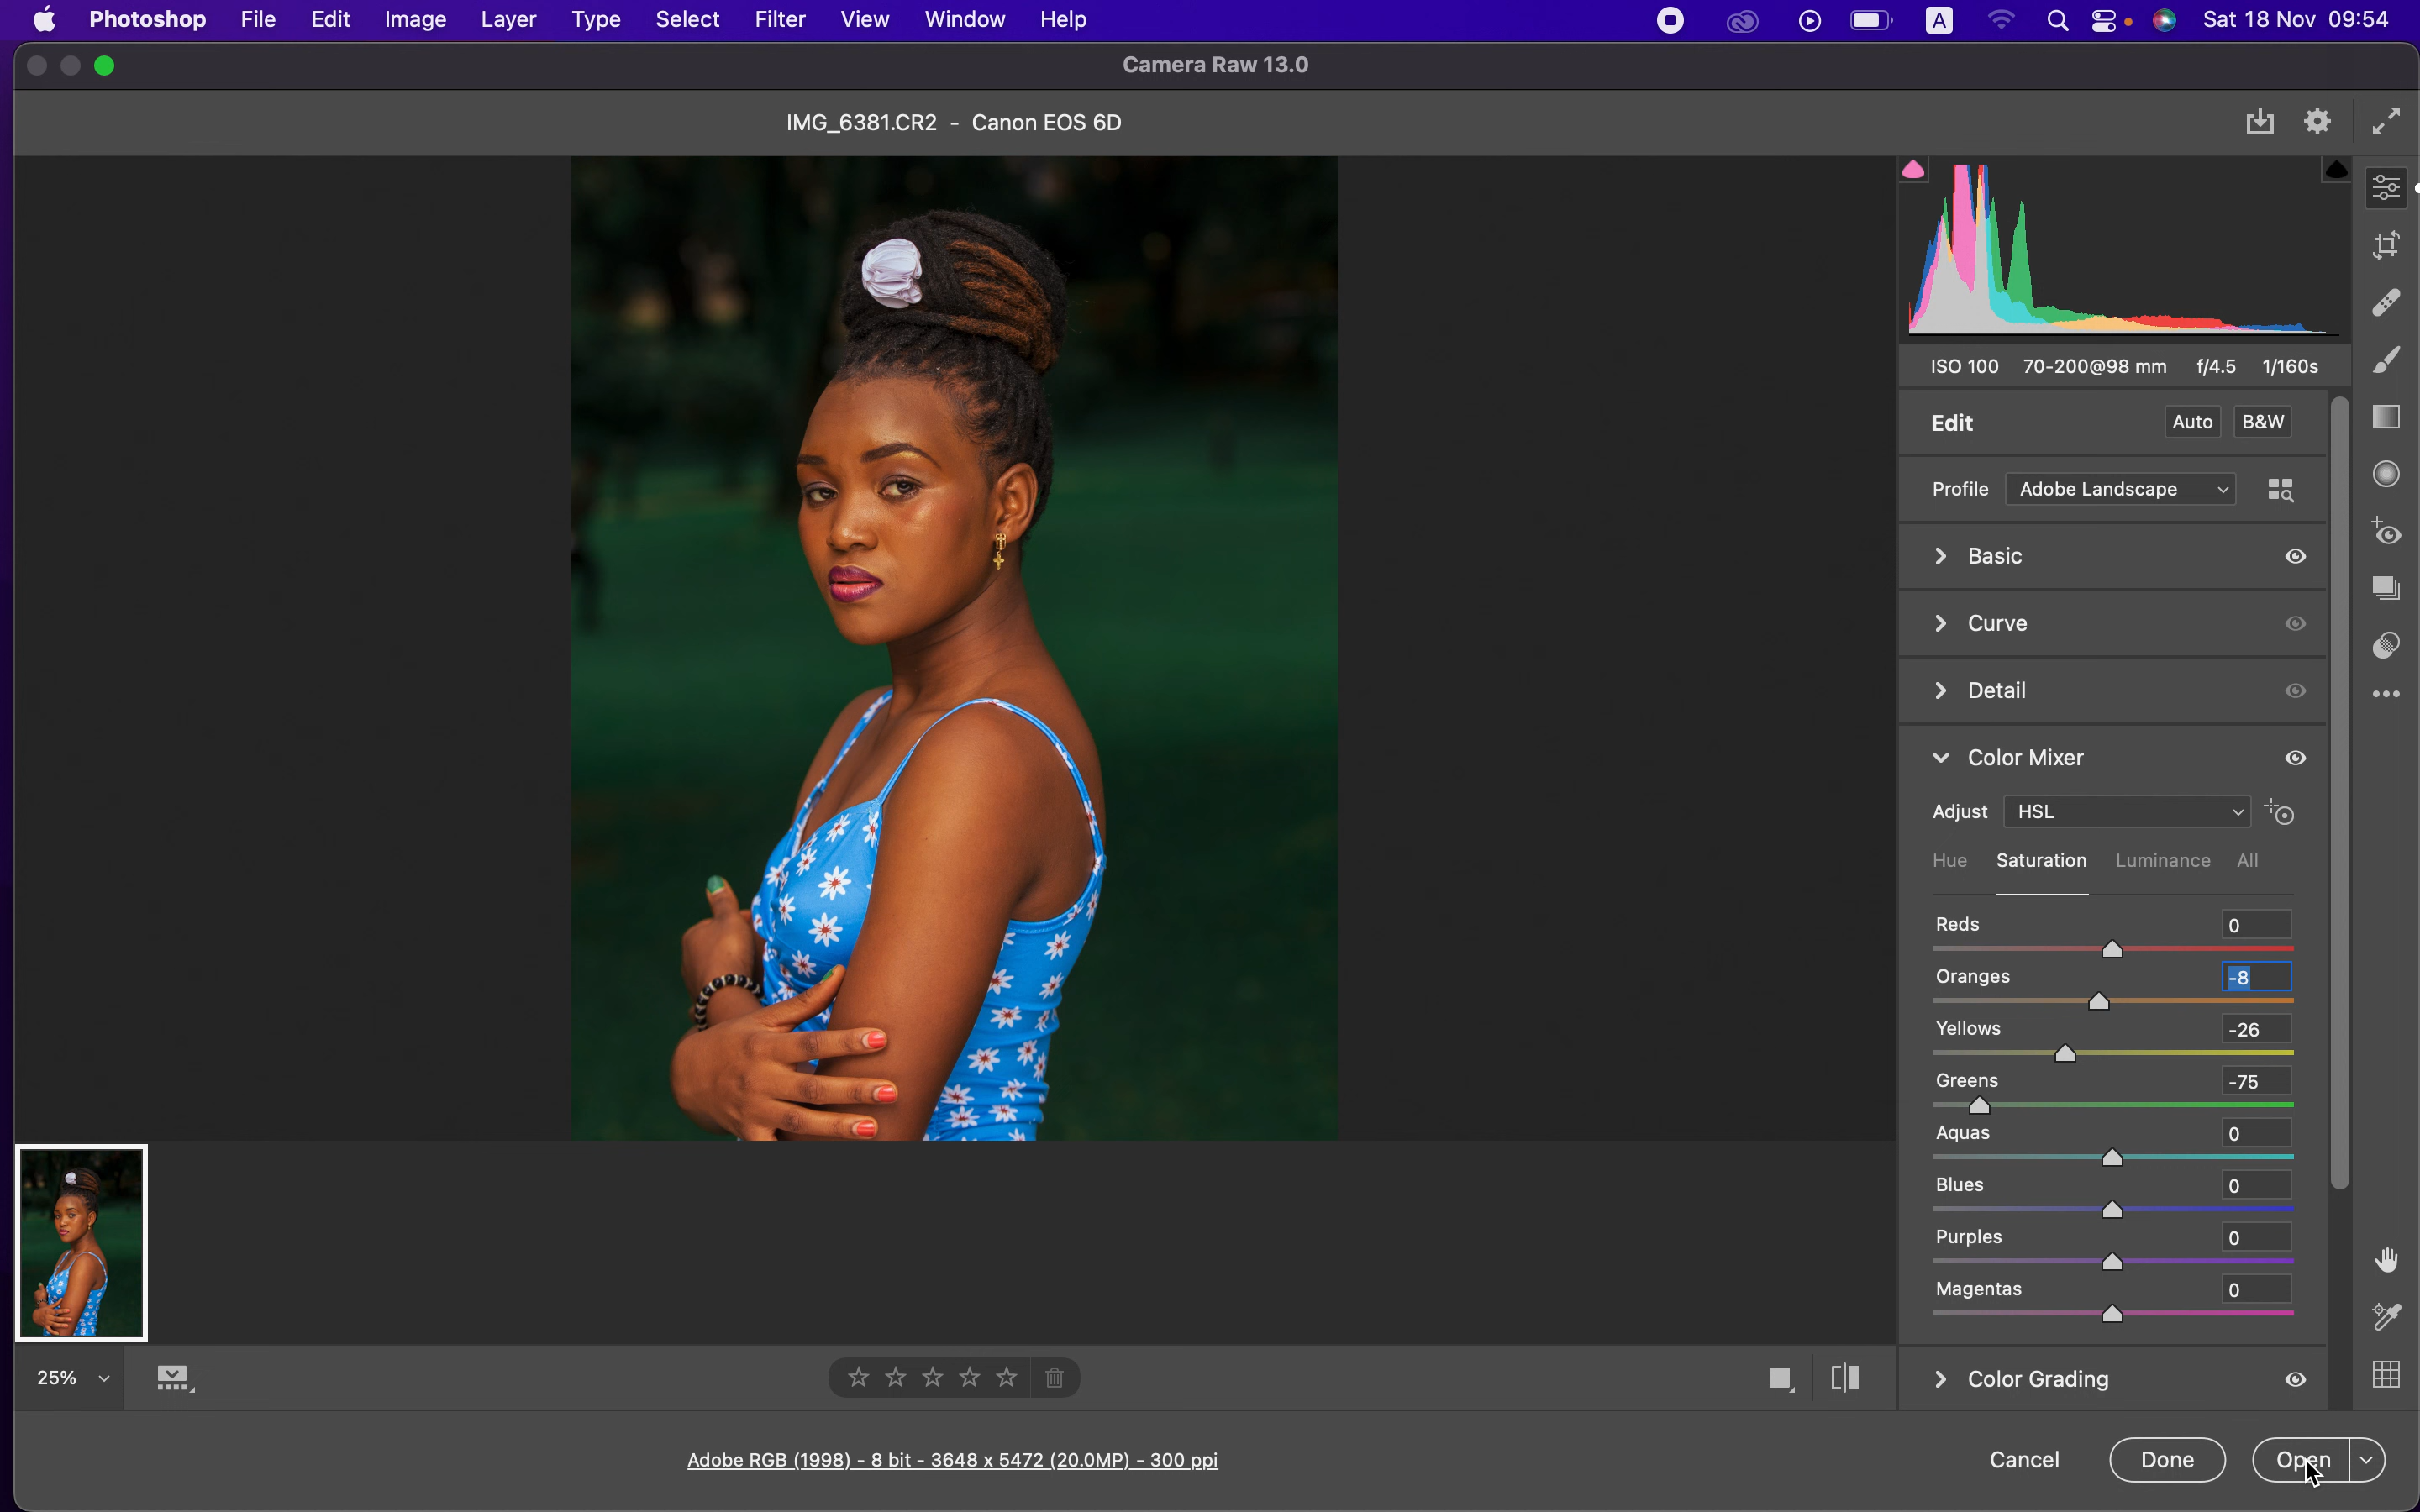 Photoshop File Edit Image Layer Type Select Filter View Window Help A Sat 18 Nov 09:54
Camera Raw 13.0
IMG_6381.CR2 - Canon EOS 6D
ISO 100 70-200@98 mm f/4.5 1/160s
Edit Auto B&W
Profile Adobe Landscape
Basic
Curve
Detail
Color Mixer
Adjust HSL
Hue Saturation Luminance All
Reds 0
Oranges -8
Yellows -26
Greens -75
Aquas 0
Blues 0
Purples 0
Magentas 0
25%
Color Grading
Adobe RGB (1998) - 8 bit - 3648 x 5472 (20.0MP) - 300 ppi
Cancel Done Open